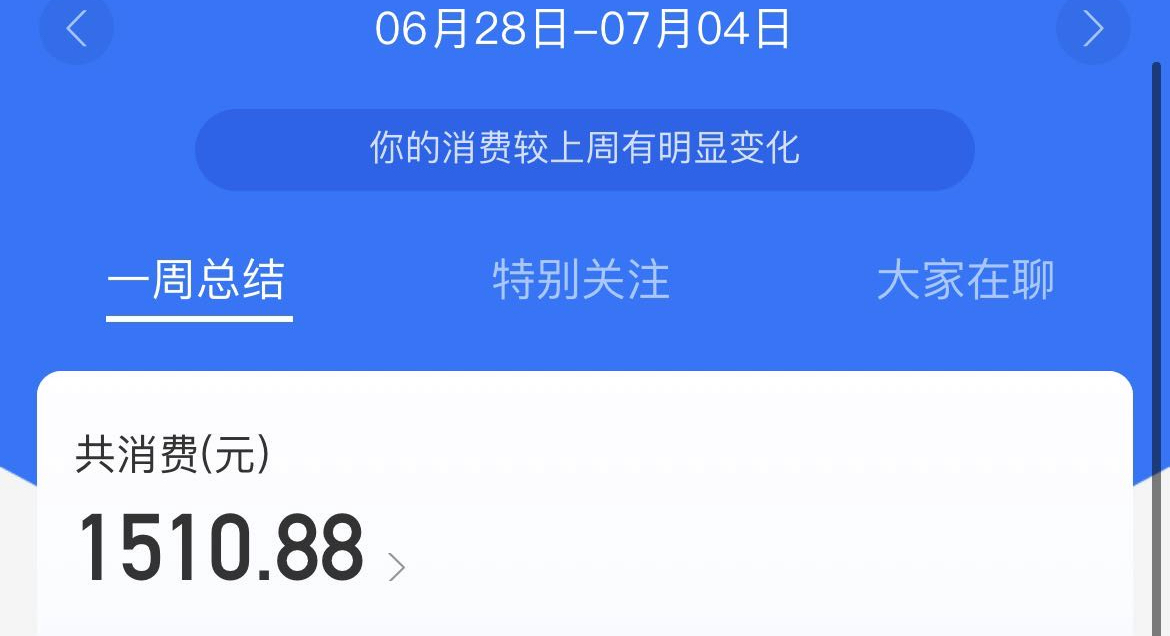 06月28日-07月04日
你的消费较上周有明显变化
一周总结 特别关注 大家在聊
共消费(元)
1510.88